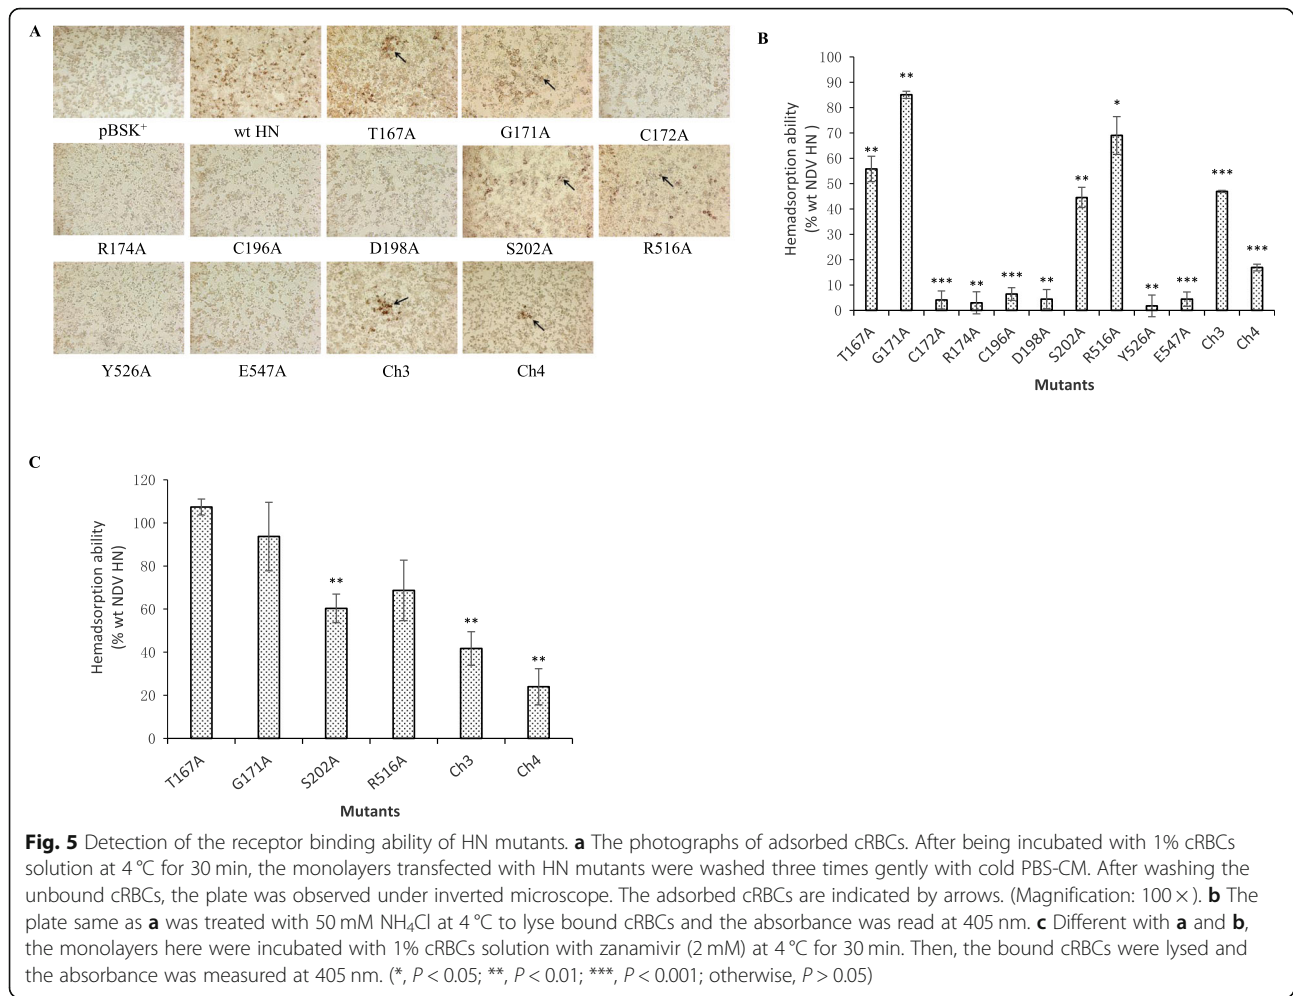 A
pBSK+ wt HN T167A G171A C172A
R174A C196A D198A S202A R516A
Y526A E547A Ch3 Ch4
B
Hemadsorption ability
(% wt NDV HN )
100
90
80
70
60
50
40
30
20
10
0
** ** *** ** *** ** ** * ** *** *** ***
T167A G171A C172A R174A C196A D198A S202A R516A Y526A E547A Ch3 Ch4
Mutants
C
Hemadsorption ability
(% wt NDV HN)
120
100
80
60
40
20
0
** ** **
T167A G171A S202A R516A Ch3 Ch4
Mutants
Fig. 5 Detection of the receptor binding ability of HN mutants. a The photographs of adsorbed cRBCs. After being incubated with 1% cRBCs
solution at 4 °C for 30 min, the monolayers transfected with HN mutants were washed three times gently with cold PBS-CM. After washing the
unbound cRBCs, the plate was observed under inverted microscope. The adsorbed cRBCs are indicated by arrows. (Magnification: 100 ×). b The
plate same as a was treated with 50 mM NH₄Cl at 4 °C to lyse bound cRBCs and the absorbance was read at 405 nm. c Different with a and b,
the monolayers here were incubated with 1% cRBCs solution with zanamivir (2 mM) at 4 °C for 30 min. Then, the bound cRBCs were lysed and
the absorbance was measured at 405 nm. (*, P < 0.05; **, P < 0.01; ***, P < 0.001; otherwise, P > 0.05)